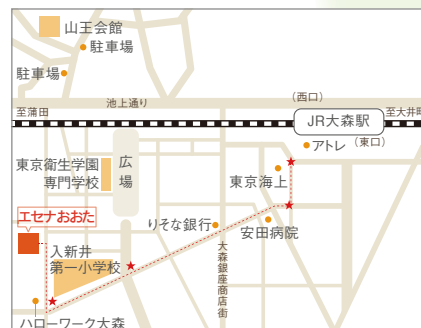 山王会館
駐車場
駐車場
池上通り
(西口)
至蒲田
JR大森駅
至大井町
アトレ
(東口)
東京衛生学園
専門学校
広場
東京海上
エセナおおた
りそな銀行
安田病院
入新井
第一小学校
大森銀座商店街
ハローワーク大森